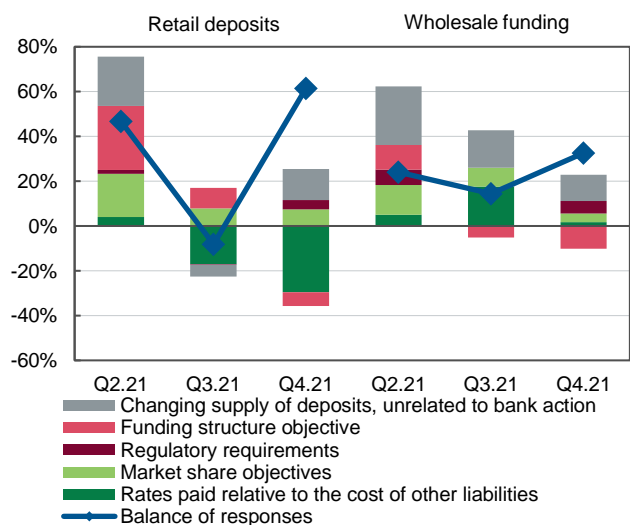 Retail deposits Wholesale funding
80%
60%
40%
20%
0%
-20%
-40%
-60%
Q2.21 Q3.21 Q4.21 Q2.21 Q3.21 Q4.21
Changing supply of deposits, unrelated to bank action
Funding structure objective
Regulatory requirements
Market share objectives
Rates paid relative to the cost of other liabilities
Balance of responses